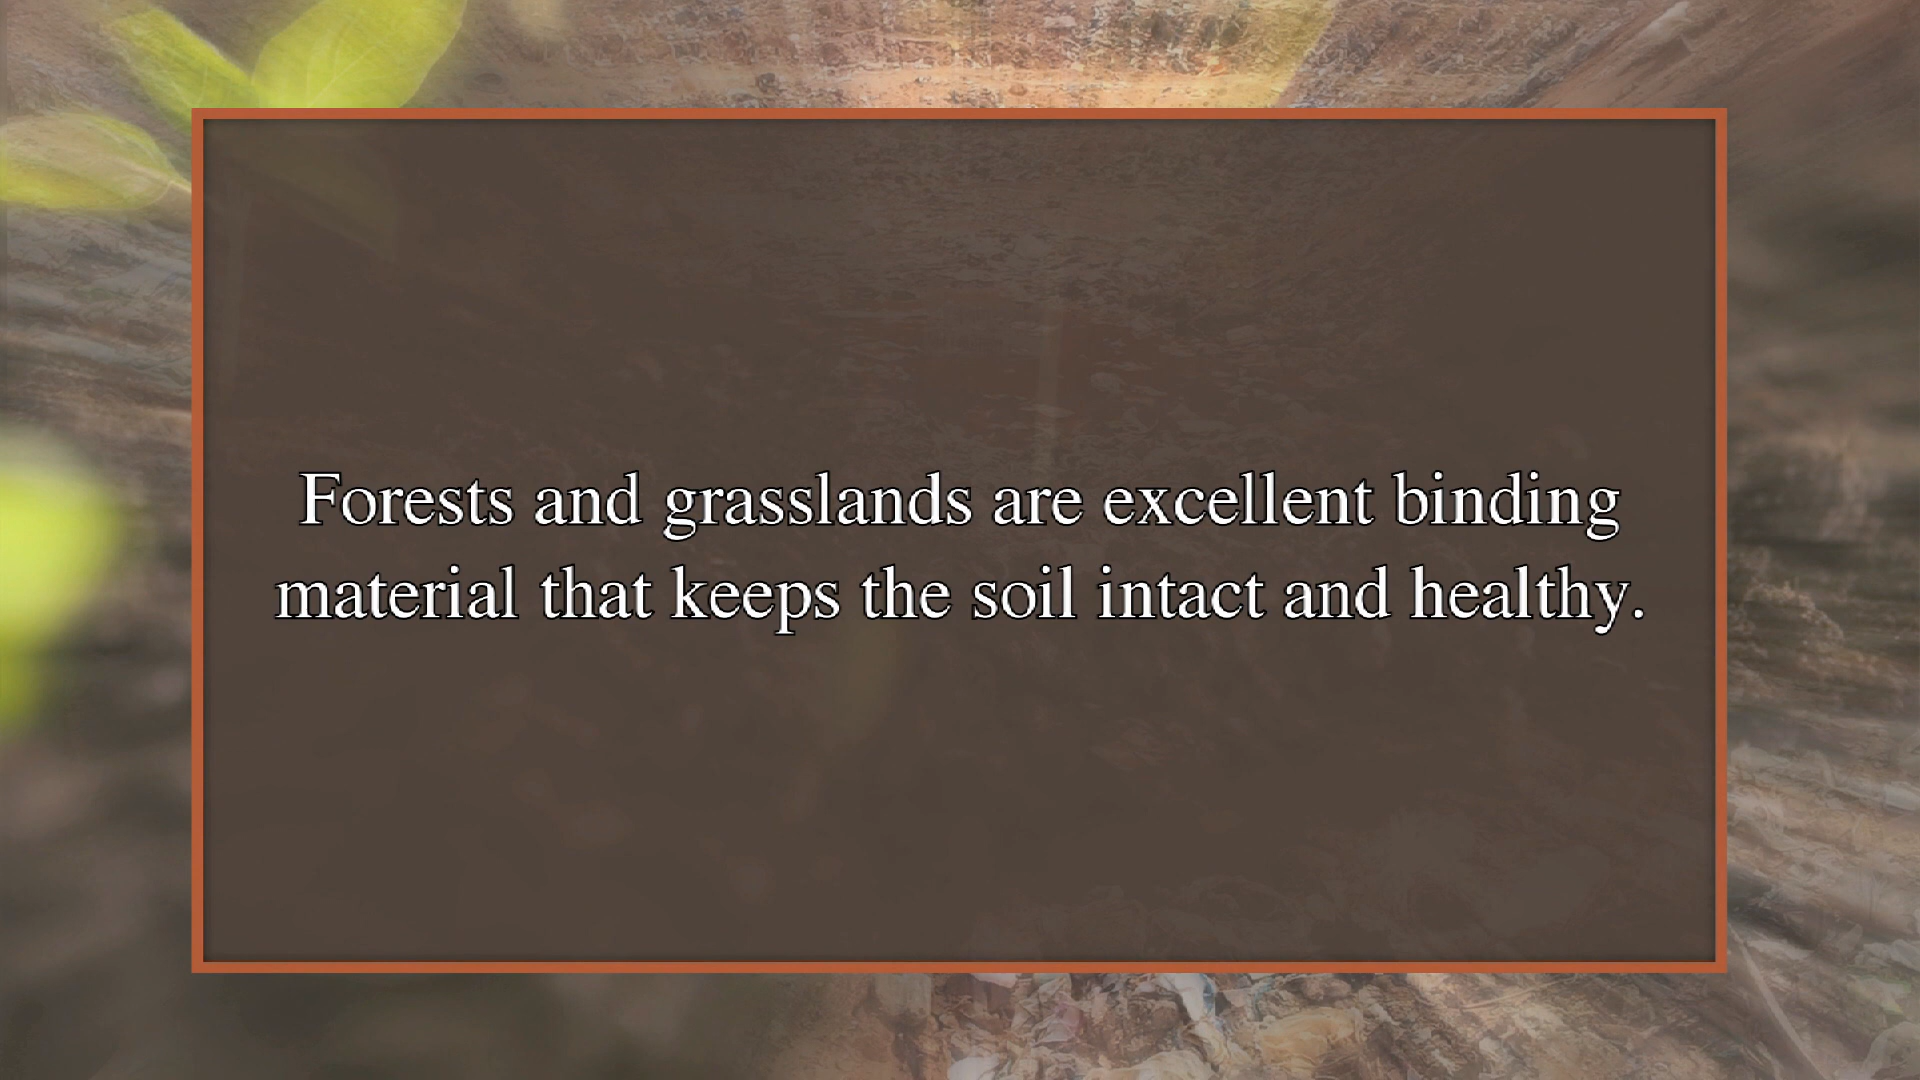 Forests and grasslands are excellent binding
material that keeps the soil intact and healthy.